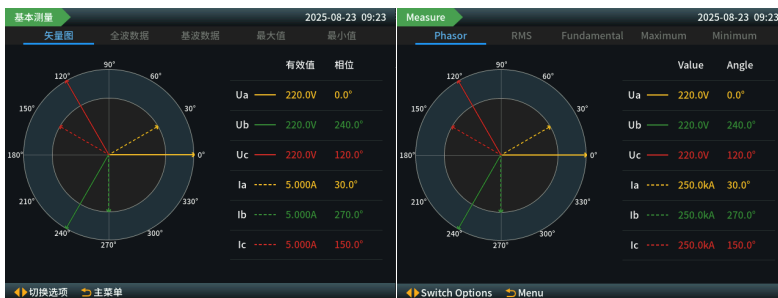 基本测量 2025-08-23 09:23
矢量图 全波数据 基波数据 最大值 最小值
有效值 相位
90°
120° 60°
150° 30°
180° 0°
210° 330°
240° 300°
270°
Ua 220.0V 0.0°
Ub 220.0V 240.0°
Uc 220.0V 120.0°
Ia 5.000A 30.0°
Ib 5.000A 270.0°
Ic 5.000A 150.0°
切换选项 主菜单
Measure 2025-08-23 09:23
Phasor RMS Fundamental Maximum Minimum
Value Angle
90°
120° 60°
150° 30°
180° 0°
210° 330°
240° 300°
270°
Ua 220.0V 0.0°
Ub 220.0V 240.0°
Uc 220.0V 120.0°
Ia 250.0kA 30.0°
Ib 250.0kA 270.0°
Ic 250.0kA 150.0°
Switch Options Menu